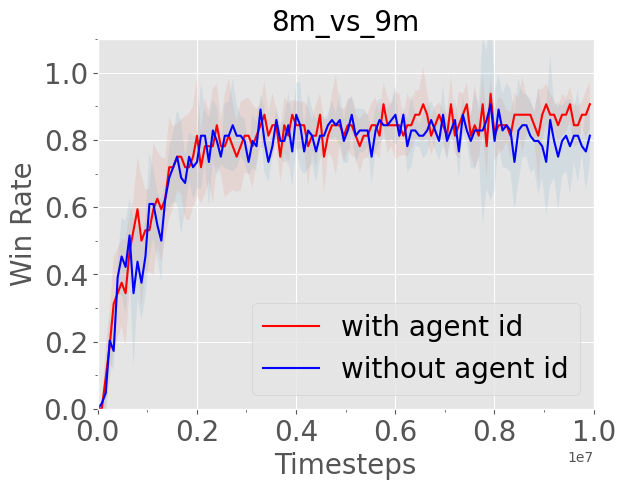 8m_vs_9m
Win Rate
1.0
0.8
0.6
0.4
0.2
0.0
with agent id
without agent id
0.0 0.2 0.4 0.6 0.8 1.0
1e7
Timesteps